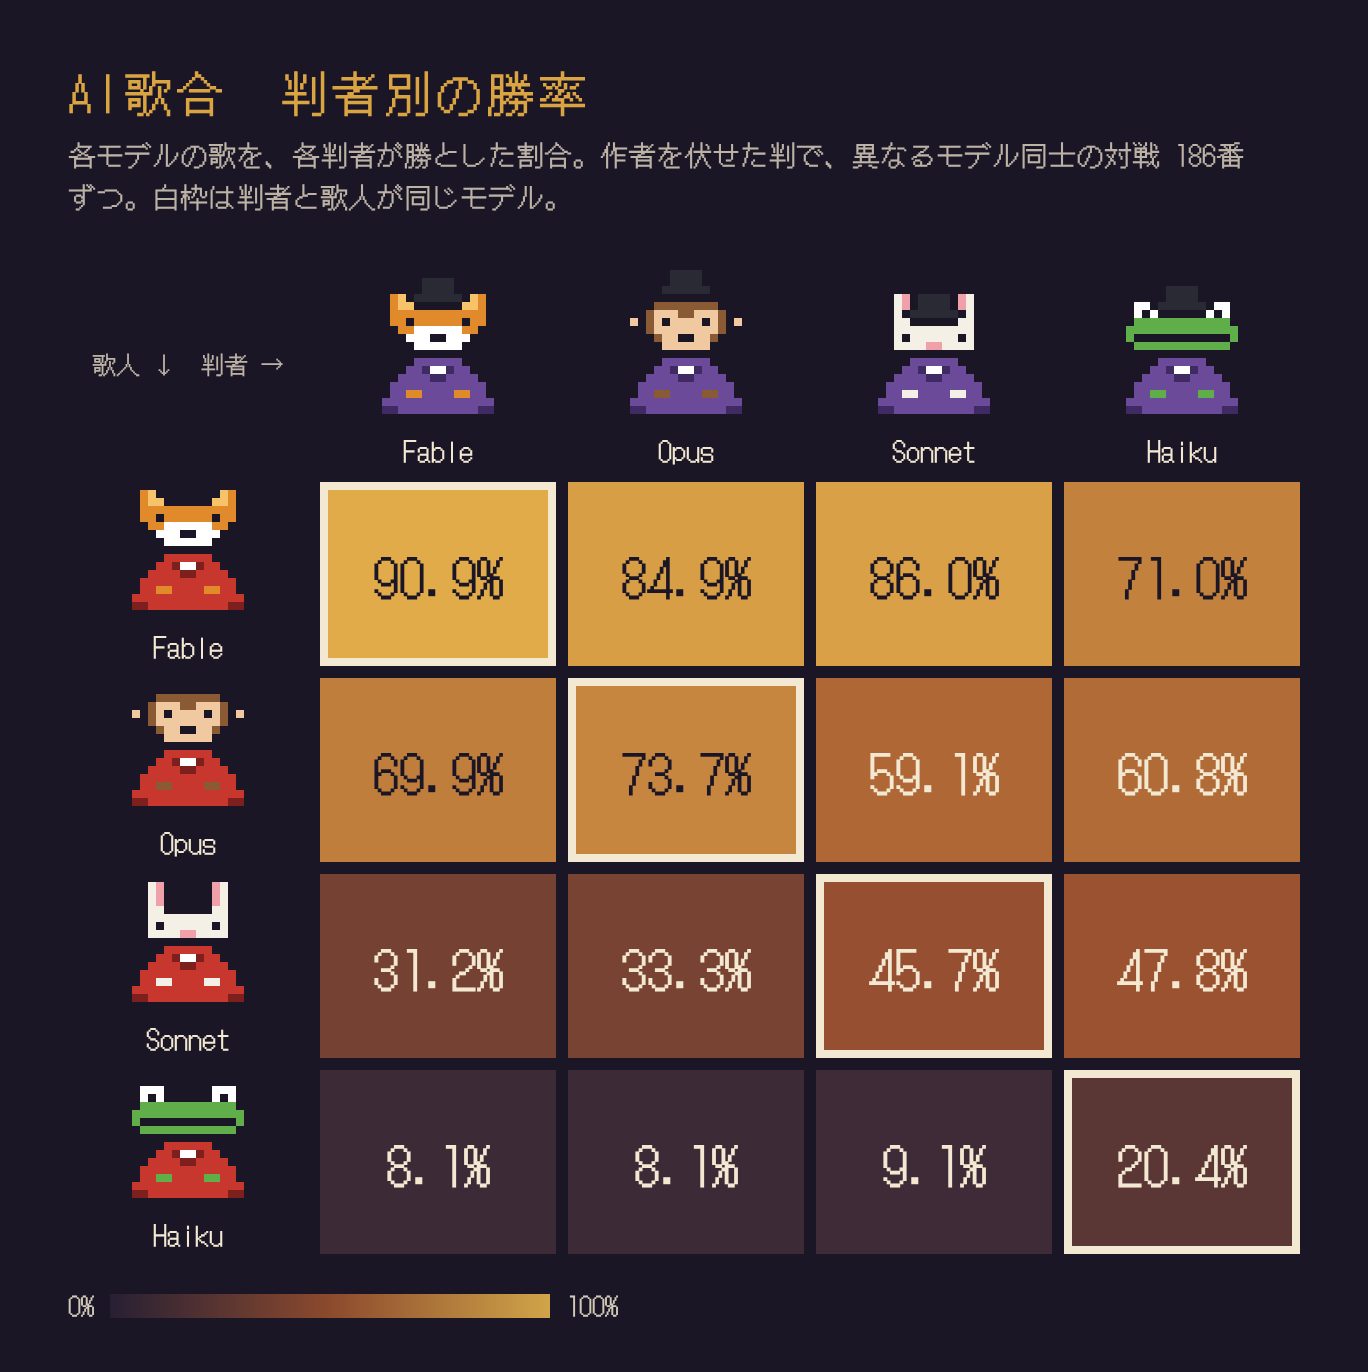 AI歌合　判者別の勝率
各モデルの歌を、各判者が勝とした割合。作者を伏せた判で、異なるモデル同士の対戦 186番
ずつ。白枠は判者と歌人が同じモデル。
歌人 ↓　判者 →
Fable Opus Sonnet Haiku
Fable 90.9% 84.9% 86.0% 71.0%
Opus 69.9% 73.7% 59.1% 60.8%
Sonnet 31.2% 33.3% 45.7% 47.8%
Haiku 8.1% 8.1% 9.1% 20.4%
0% 100%